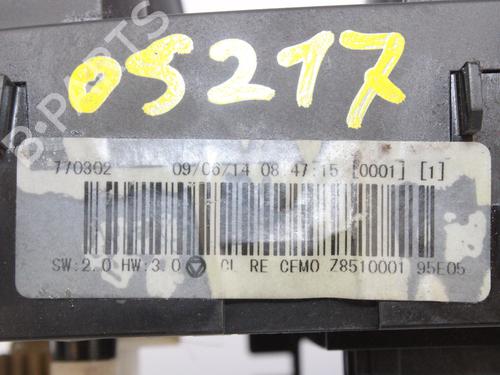 05217
770302 09/06/14 08:47:15 [0001] [1]
SW:2.0 HW:3.0 CL RE CFMO Z8510001 95E05
B-PARTS